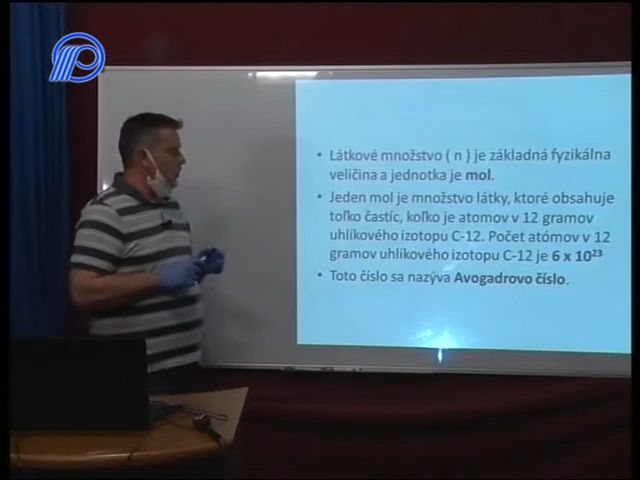 • Látkové množstvo ( n ) je základná fyzikálna
veličina a jednotka je mol.
• Jeden mol je množstvo látky, ktoré obsahuje
toľko častíc, koľko je atomov v 12 gramov
uhlíkového izotopu C-12. Počet atómov v 12
gramov uhlíkového izotopu C-12 je 6 x 10²³
• Toto číslo sa nazýva Avogadrovo číslo.